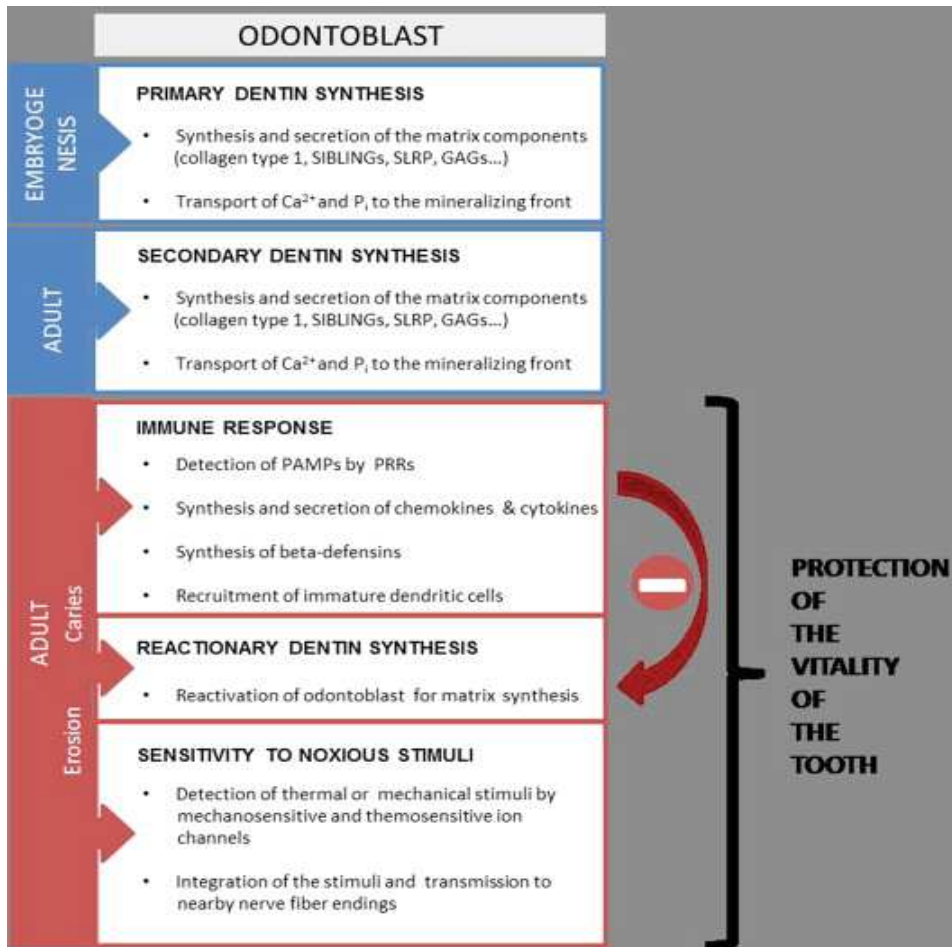 ODONTOBLAST
EMBRYOGE
NESIS
PRIMARY DENTIN SYNTHESIS
• Synthesis and secretion of the matrix components
(collagen type 1, SIBLINGs, SLRP, GAGs...)
• Transport of Ca²⁺ and Pᵢ to the mineralizing front
ADULT
SECONDARY DENTIN SYNTHESIS
• Synthesis and secretion of the matrix components
(collagen type 1, SIBLINGs, SLRP, GAGs...)
• Transport of Ca²⁺ and Pᵢ to the mineralizing front
ADULT
Caries
Erosion
IMMUNE RESPONSE
• Detection of PAMPs by PRRs
• Synthesis and secretion of chemokines & cytokines
• Synthesis of beta-defensins
• Recruitment of immature dendritic cells
REACTIONARY DENTIN SYNTHESIS
• Reactivation of odontoblast for matrix synthesis
SENSITIVITY TO NOXIOUS STIMULI
• Detection of thermal or mechanical stimuli by
mechanosensitive and themosensitive ion
channels
• Integration of the stimuli and transmission to
nearby nerve fiber endings
PROTECTION
OF
THE
VITALITY
OF
THE
TOOTH